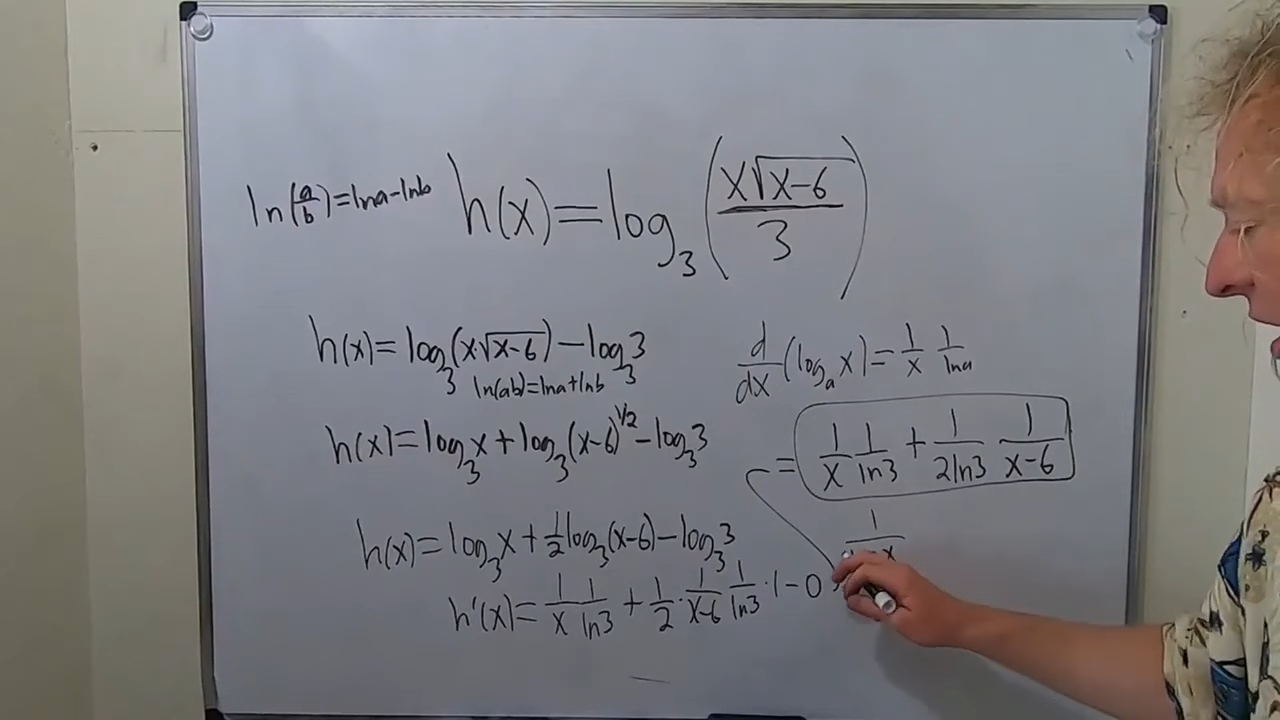 ln(a/b)=lna-lnb
h(x)=log₃(x√(x-6)/3)
h(x)=log₃(x√(x-6))-log₃3
ln(ab)=lna+lnb
d/dx(logₐx)=1/x 1/lna
h(x)=log₃x+log₃(x-6)^1/2-log₃3
=1/x 1/ln3+1/2ln3·1/x-6
h(x)=log₃x+1/2log₃(x-6)-log₃3
h'(x)=1/x 1/ln3+1/2·1/x-6 1/ln3·1-0